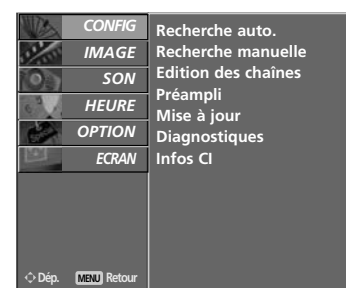 CONFIG
IMAGE
SON
HEURE
OPTION
ECRAN
Recherche auto.
Recherche manuelle
Edition des chaînes
Préampli
Mise à jour
Diagnostiques
Infos CI
Dép. MENU Retour